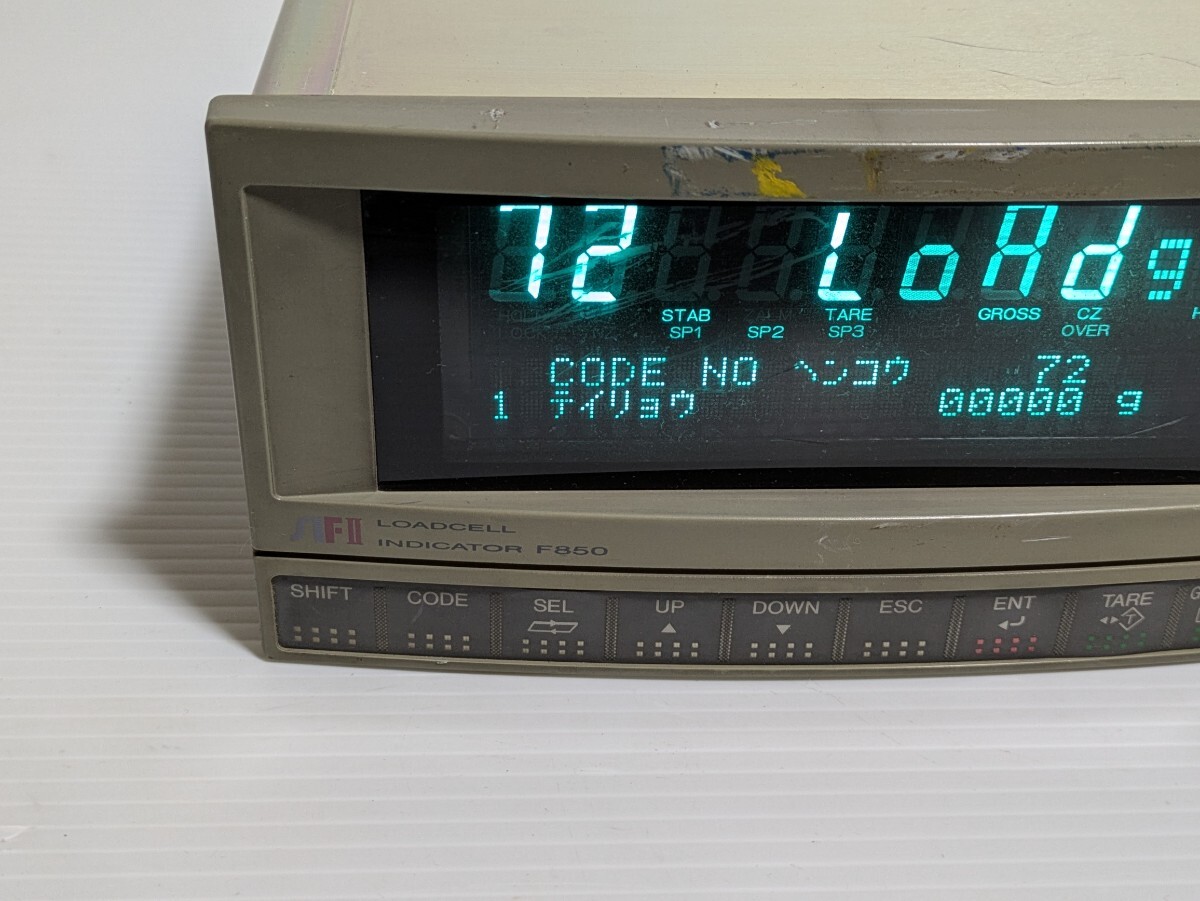 72 LoAd g
STAB TARE GROSS CZ
SP1 SP2 SP3 OVER
CODE NO ヘンコウ 72
1 テイリョウ 00000 g
FII LOADCELL
INDICATOR F850
SHIFT CODE SEL UP DOWN ESC ENT TARE